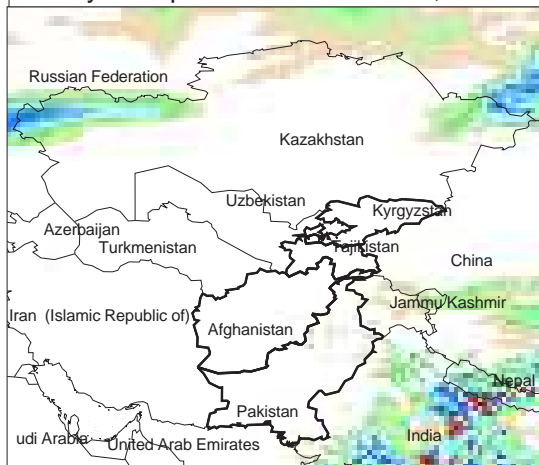 Russian Federation
Kazakhstan
Uzbekistan
Kyrgyzstan
Azerbaijan
Turkmenistan
Tajikistan
China
Jammu Kashmir
Iran (Islamic Republic of)
Afghanistan
Nepal
Pakistan
udi Arabia
United Arab Emirates
India